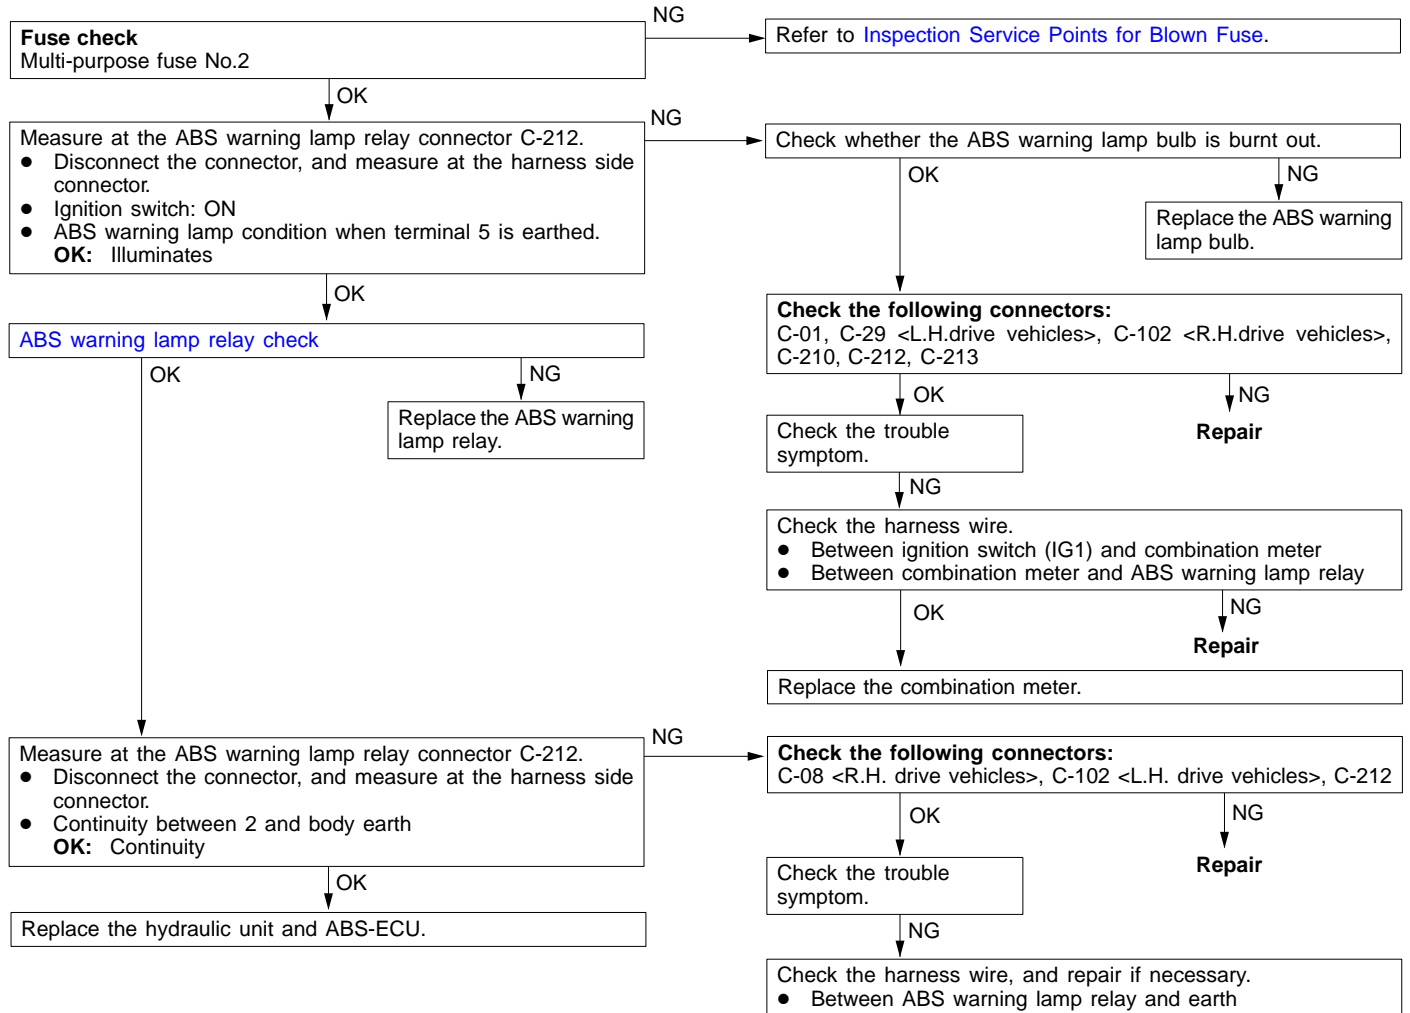 Fuse check
Multi-purpose fuse No.2
NG
Refer to Inspection Service Points for Blown Fuse.
OK
Measure at the ABS warning lamp relay connector C-212.
● Disconnect the connector, and measure at the harness side
connector.
● Ignition switch: ON
● ABS warning lamp condition when terminal 5 is earthed.
OK: Illuminates
NG
Check whether the ABS warning lamp bulb is burnt out.
OK
NG
Replace the ABS warning
lamp bulb.
OK
ABS warning lamp relay check
OK
NG
Replace the ABS warning
lamp relay.
Check the following connectors:
C-01, C-29 <L.H.drive vehicles>, C-102 <R.H.drive vehicles>,
C-210, C-212, C-213
OK
NG
Check the trouble
symptom.
Repair
NG
Check the harness wire.
● Between ignition switch (IG1) and combination meter
● Between combination meter and ABS warning lamp relay
OK
NG
Repair
Replace the combination meter.
Measure at the ABS warning lamp relay connector C-212.
● Disconnect the connector, and measure at the harness side
connector.
● Continuity between 2 and body earth
OK: Continuity
NG
Check the following connectors:
C-08 <R.H. drive vehicles>, C-102 <L.H. drive vehicles>, C-212
OK
NG
Repair
Check the trouble
symptom.
OK
Replace the hydraulic unit and ABS-ECU.
NG
Check the harness wire, and repair if necessary.
● Between ABS warning lamp relay and earth